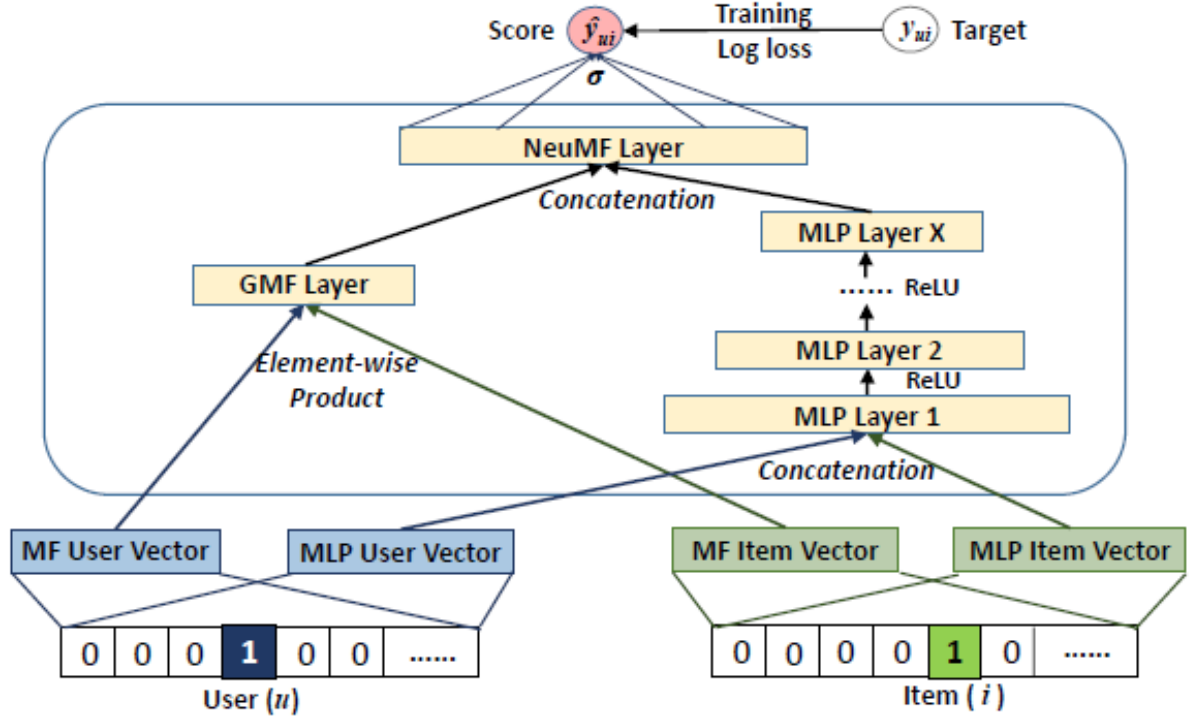 Training
Score ŷui yui Target
Log loss
σ
NeuMF Layer
Concatenation
MLP Layer X
GMF Layer
...... ReLU
Element-wise
Product
MLP Layer 2
ReLU
MLP Layer 1
Concatenation
MF User Vector MLP User Vector MF Item Vector MLP Item Vector
0 0 0 1 0 0 ...... 0 0 0 0 1 0 ......
User (u) Item ( i )